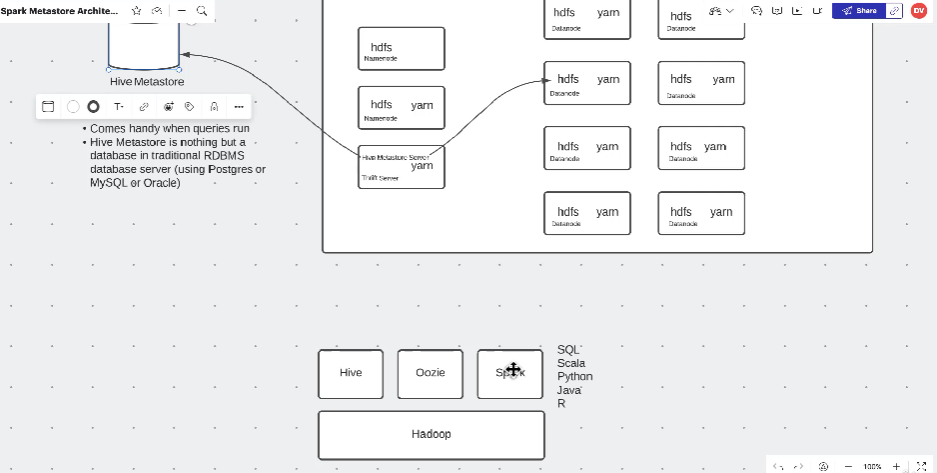 Spark Metastore Archite...
Share
DV
Hive Metastore
T
• Comes handy when queries run
• Hive Metastore is nothing but a
database in traditional RDBMS
database server (using Postgres or
MySQL or Oracle)
hdfs
Namenode
hdfs yarn
Namenode
Hive Metastore Server
yarn
Thrift Server
hdfs yarn
Datanode
hdfs
Datanode
hdfs yarn
Datanode
hdfs yarn
Datanode
hdfs yarn
Datanode
hdfs yarn
Datanode
hdfs yarn
Datanode
hdfs yarn
Datanode
Hive
Oozie
Spark
SQL
Scala
Python
Java
R
Hadoop
100%